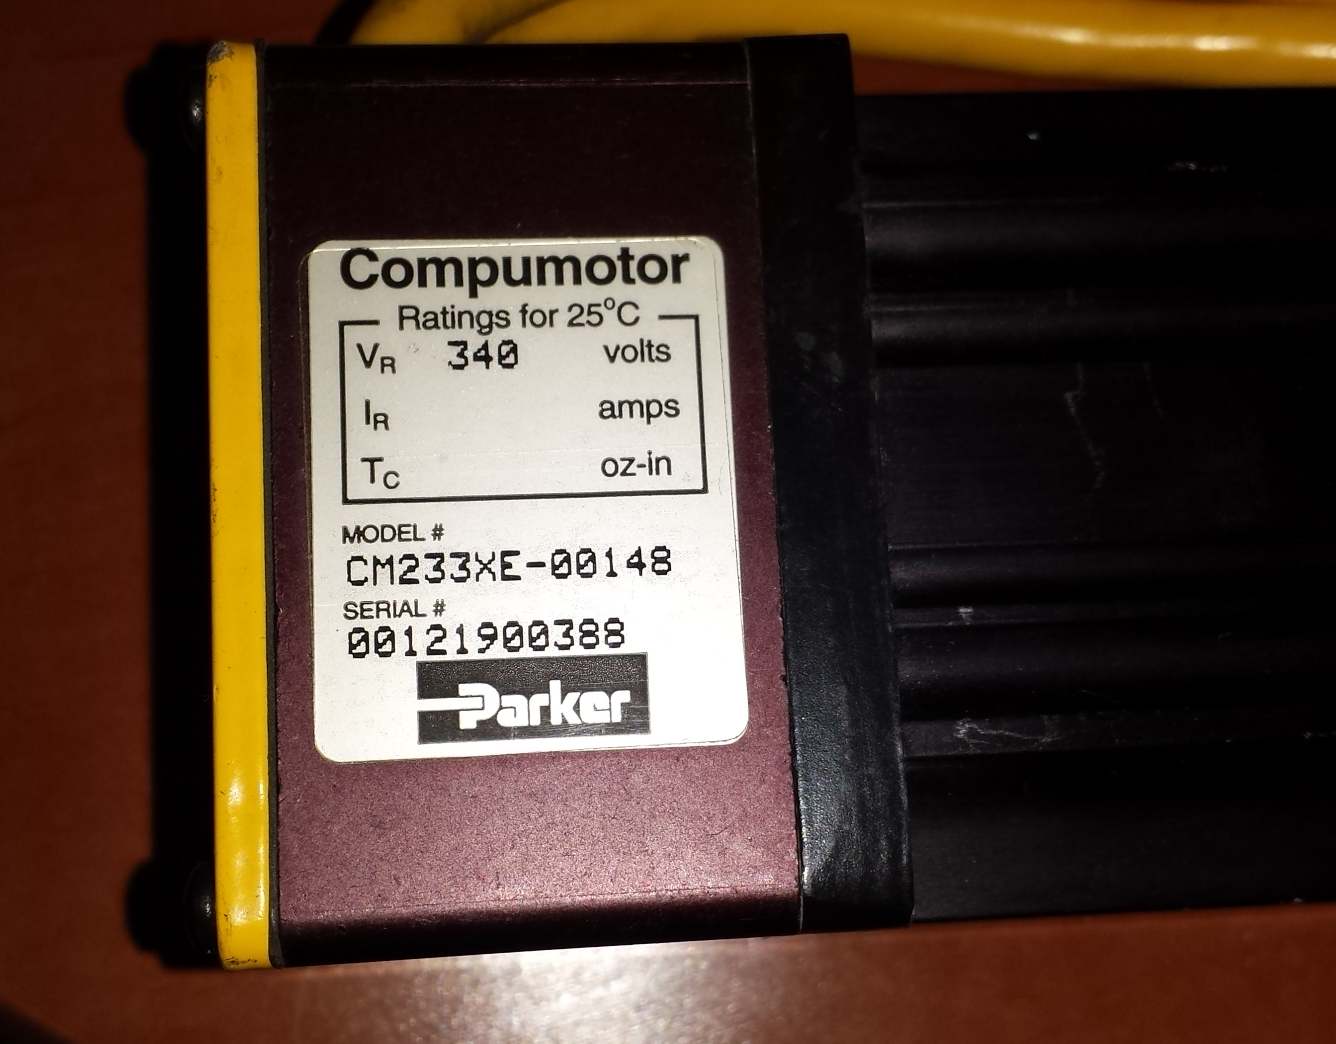 Compumotor
Ratings for 25°C
VR 340 volts
IR amps
TC oz-in
MODEL #
CM233XE-00148
SERIAL #
00121900388
Parker